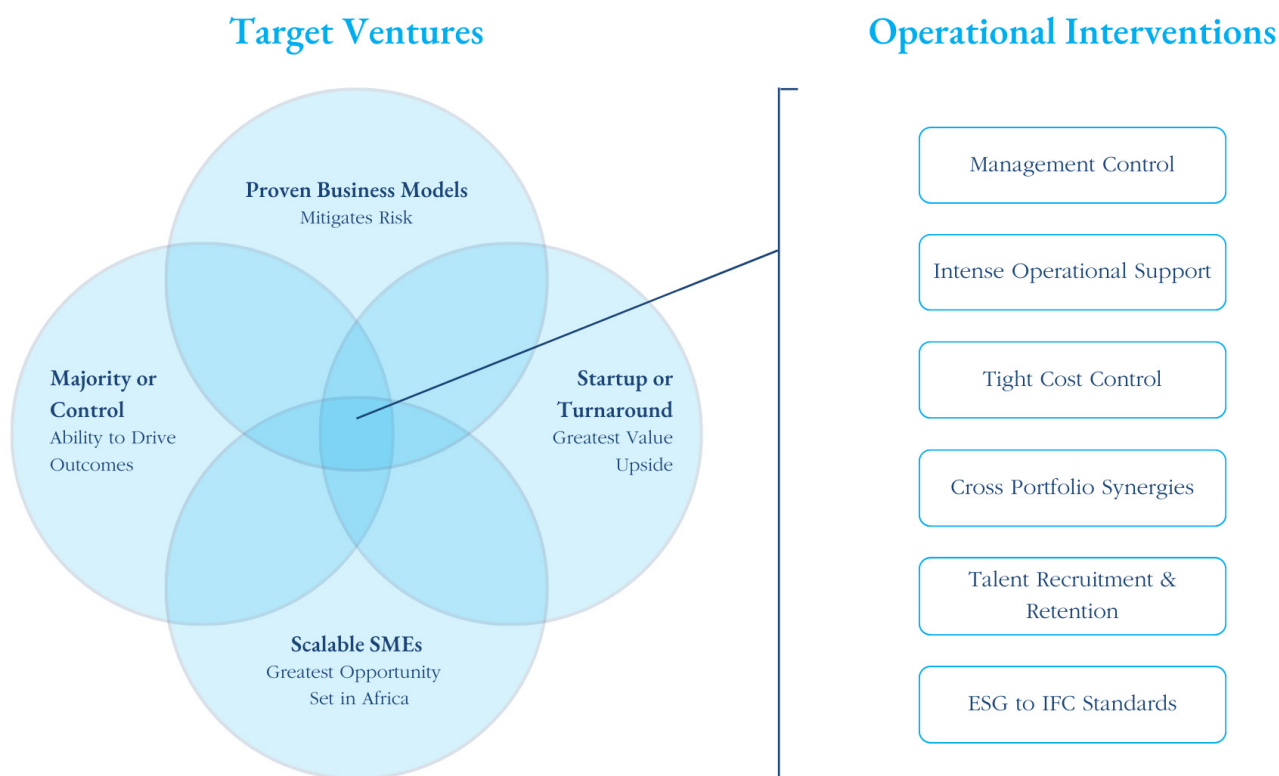 Target Ventures
Operational Interventions
Proven Business Models
Mitigates Risk
Majority or
Control
Ability to Drive
Outcomes
Startup or
Turnaround
Greatest Value
Upside
Scalable SMEs
Greatest Opportunity
Set in Africa
Management Control
Intense Operational Support
Tight Cost Control
Cross Portfolio Synergies
Talent Recruitment &
Retention
ESG to IFC Standards